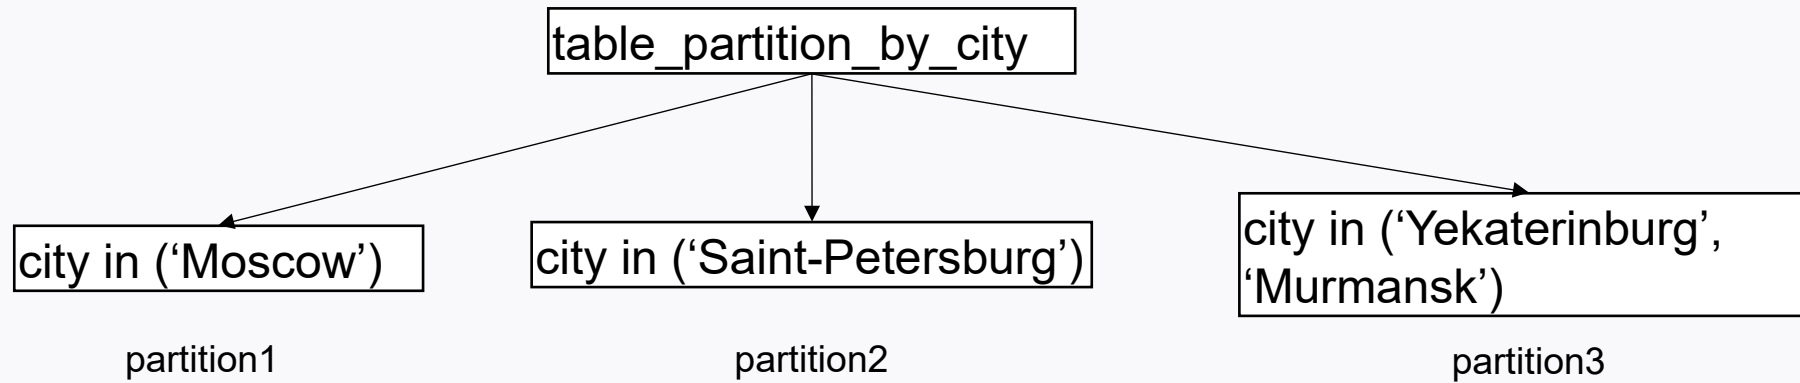 table_partition_by_city
city in (‘Moscow’)
city in (‘Saint-Petersburg’)
city in (‘Yekaterinburg’,
‘Murmansk’)
partition1
partition2
partition3